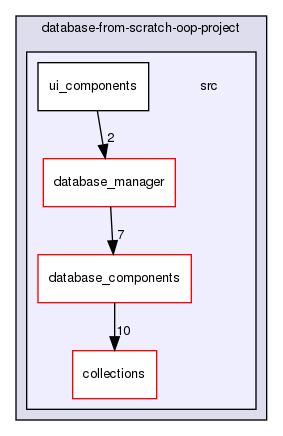 database-from-scratch-oop-project
ui_components
src
2
database_manager
7
database_components
10
collections